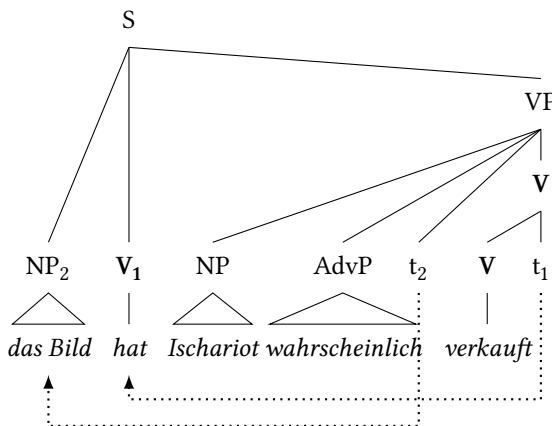 S
VP
V
NP₂ V₁ NP AdvP t₂ V t₁
das Bild hat Ischariot wahrscheinlich verkauft